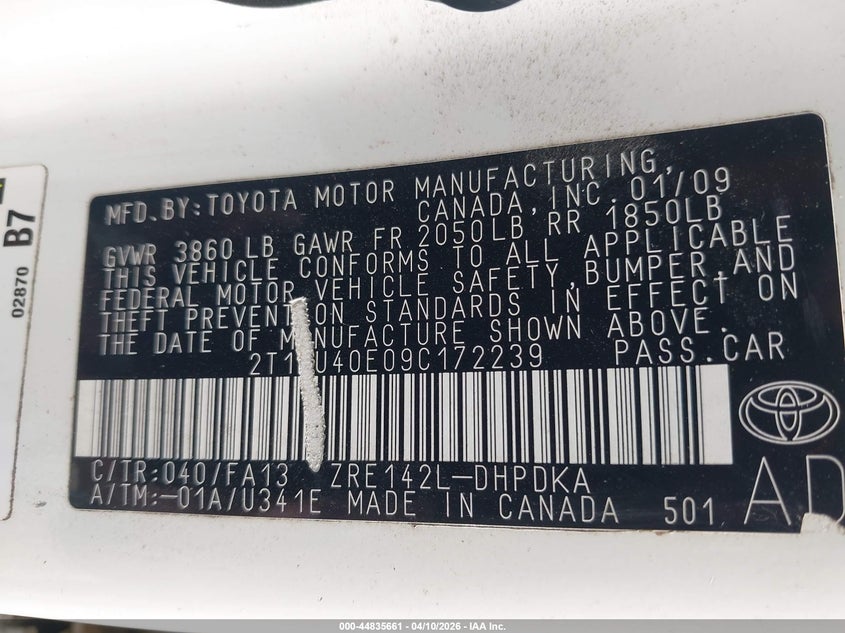 MFD.BY:TOYOTA MOTOR MANUFACTURING,
CANADA,INC.01/09
GVWR 3860 LB GAWR FR 2050LB RR 1850LB
THIS VEHICLE CONFORMS TO ALL APPLICABLE
FEDERAL MOTOR VEHICLE SAFETY,BUMPER,AND
THEFT PREVENTION STANDARDS IN EFFECT ON
THE DATE OF MANUFACTURE SHOWN ABOVE.
U40E09C172239 PASS.CAR
C/TR:040/FA13 ZRE142L-DHPDKA
A/TM:-01A/U341E MADE IN CANADA 501
AD
02870
B7
000-44835661 - 04/10/2026 - IAA Inc.